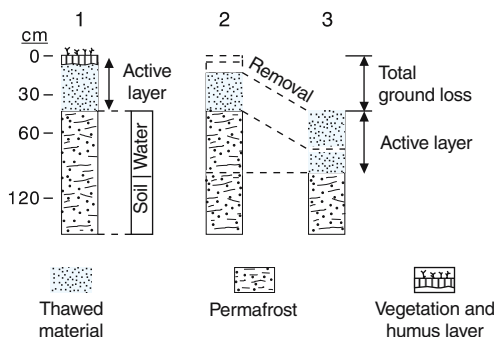 1 2 3
cm
0
30
60
120
Active
layer
Soil | Water
Removal
Total
ground loss
Active layer
Thawed
material
Permafrost
Vegetation and
humus layer